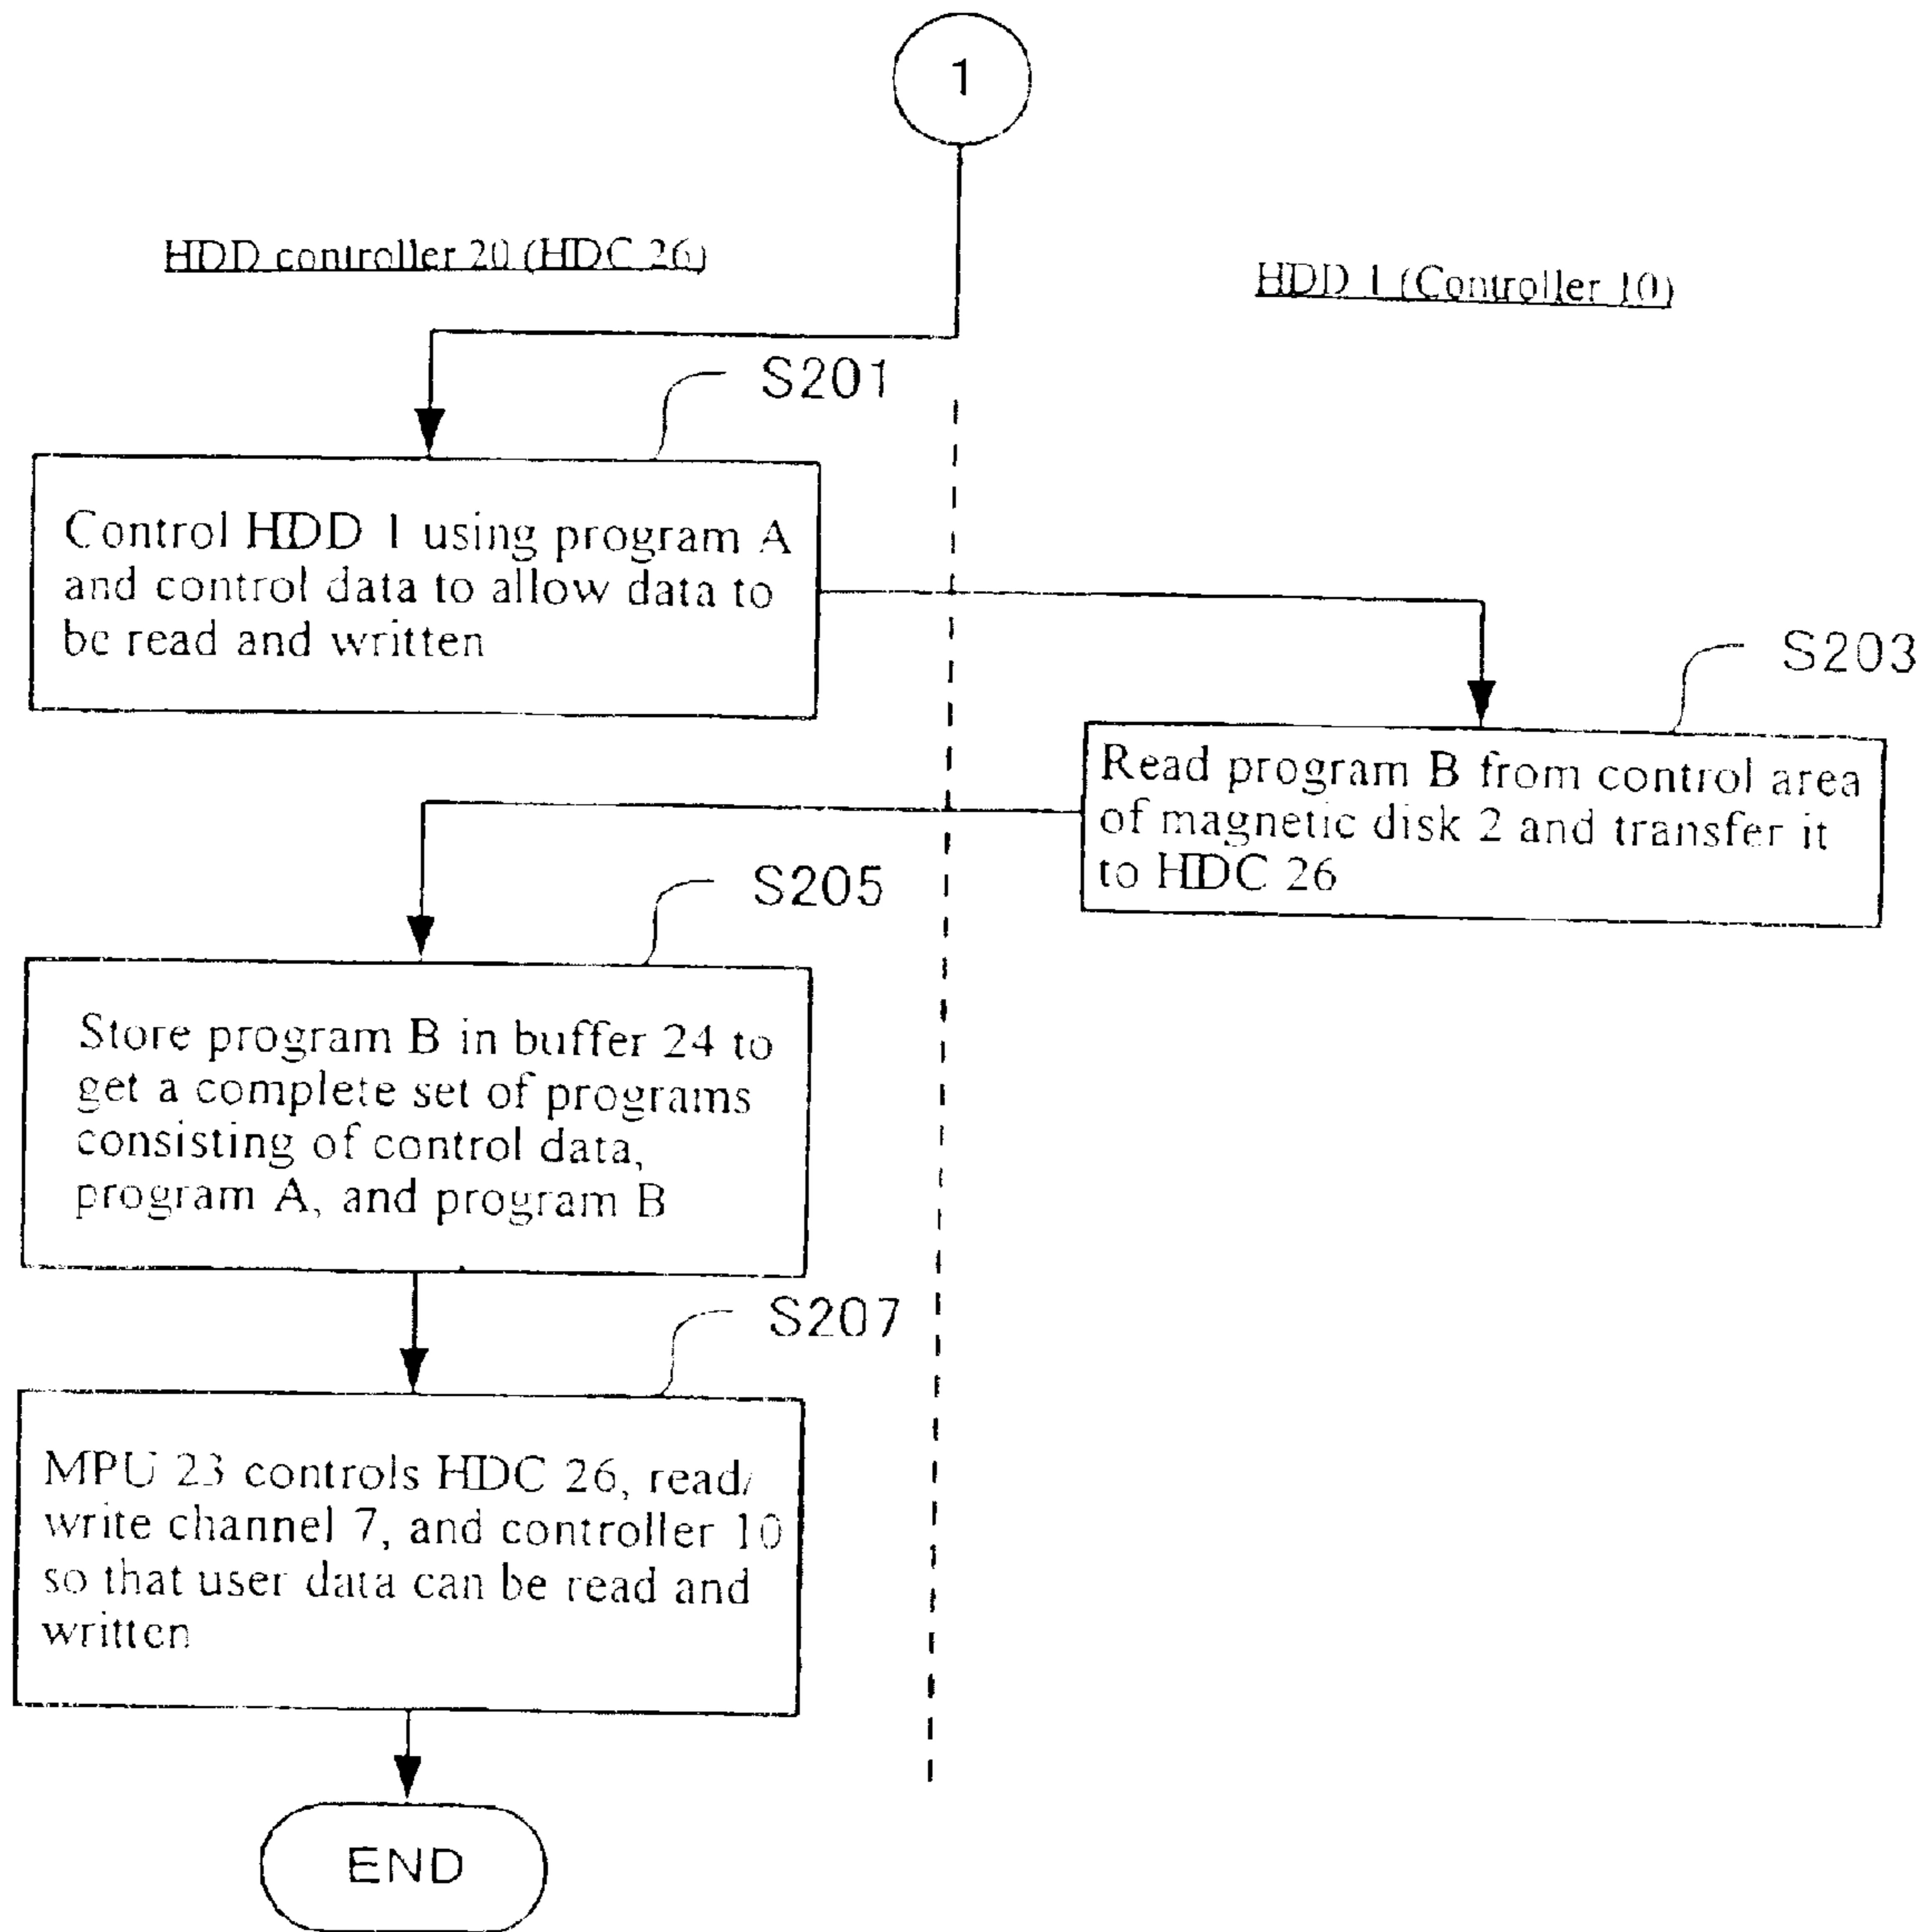 1
HDD controller 20 (HDC 26)
HDD 1 (Controller 10)
S201
Control HDD 1 using program A
and control data to allow data to
be read and written
S203
Read program B from control area
of magnetic disk 2 and transfer it
to HDC 26
S205
Store program B in buffer 24 to
get a complete set of programs
consisting of control data,
program A, and program B
S207
MPU 23 controls HDC 26, read/
write channel 7, and controller 10
so that user data can be read and
written
END